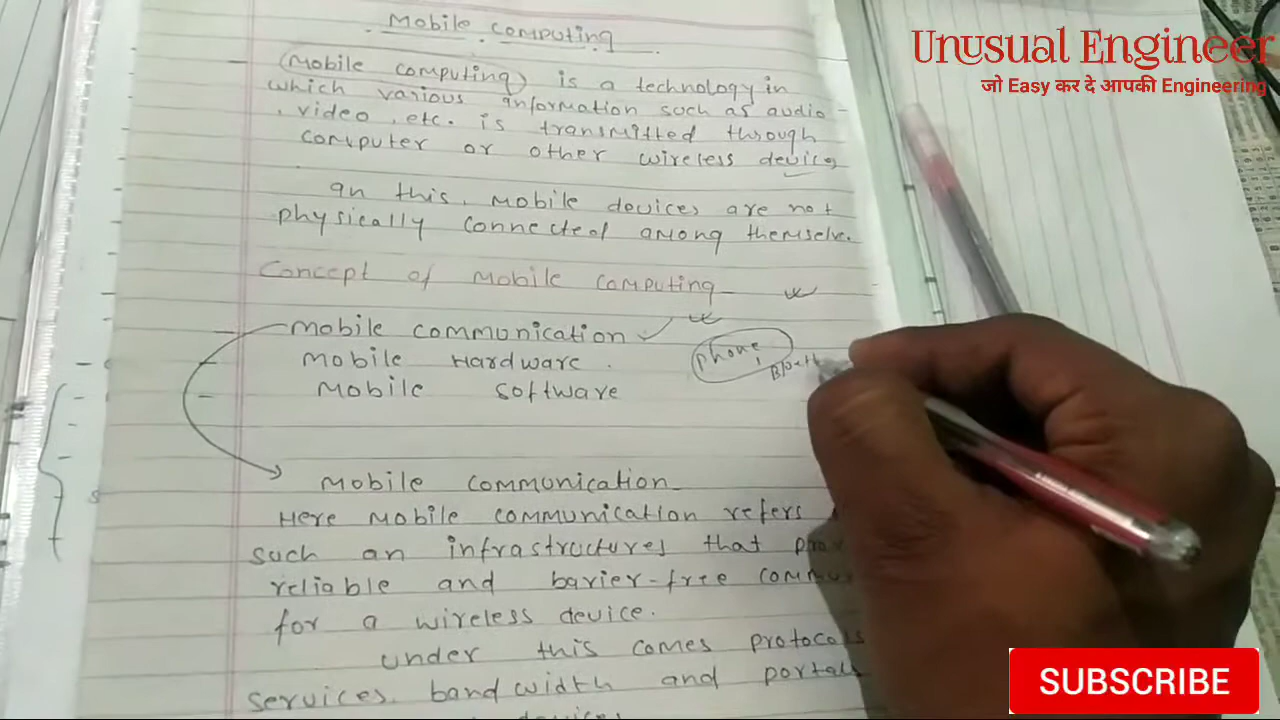 Mobile computing
Unusual Engineer
जो Easy कर दे आपकी Engineering
(Mobile computing) is a technology in
which various information such as audio -
, video, etc. is transmitted through
computer or other wireless devices
In this, mobile devices are not
physically connected among themselve.
Concept of Mobile computing
- Mobile communication
- Mobile Hardware.
- Mobile software
phone,
Mobile communication
Here Mobile communication refers
such an infrastructures that
reliable and barier-free
for a wireless device.
under this comes protocols
services, bandwidth and portals
SUBSCRIBE